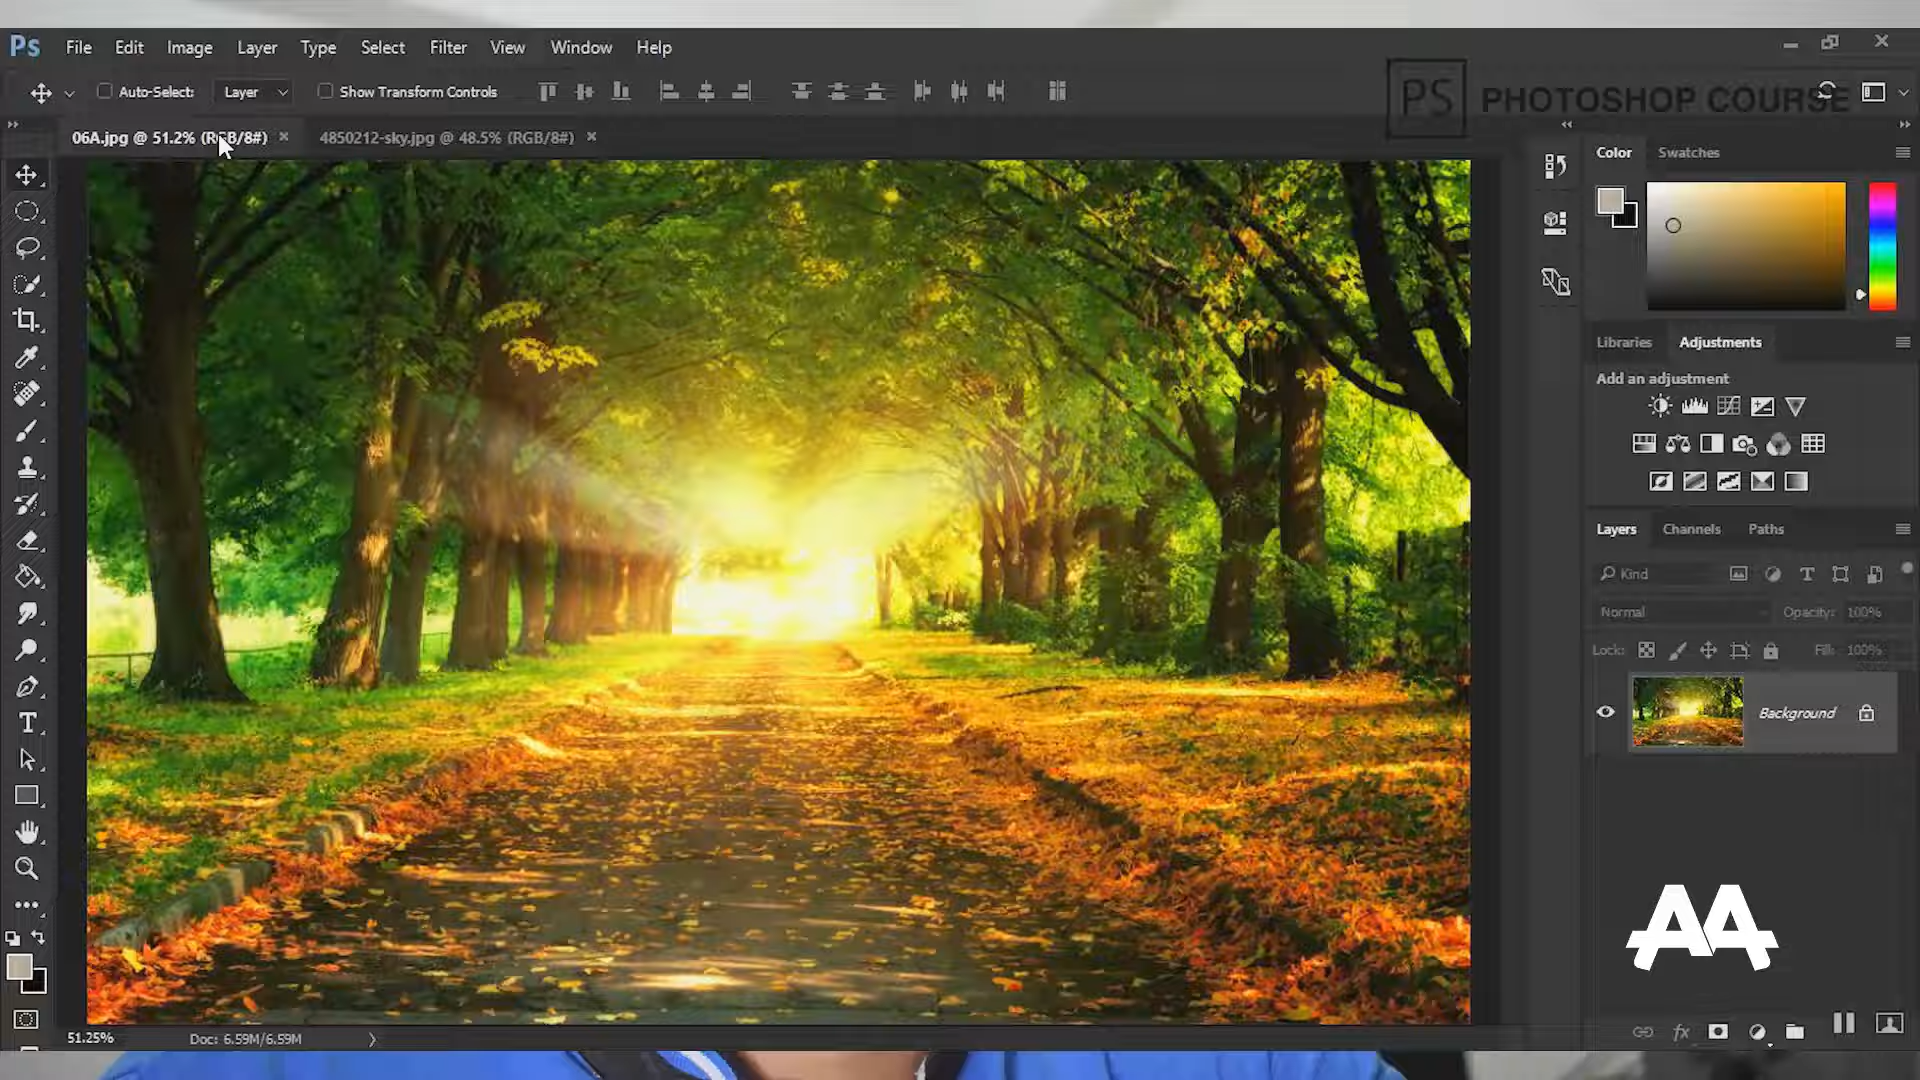 Ps File Edit Image Layer Type Select Filter View Window Help
Auto-Select: Layer Show Transform Controls
PS PHOTOSHOP COURSE
06A.jpg @ 51.2% (RGB/8#) × 4850212-sky.jpg @ 48.5% (RGB/8#) ×
Color Swatches
Libraries Adjustments
Add an adjustment
Layers Channels Paths
Kind
Normal Opacity: 100%
Lock: Fill: 100%
Background
AA
fx
51.25% Doc: 6.59M/6.59M